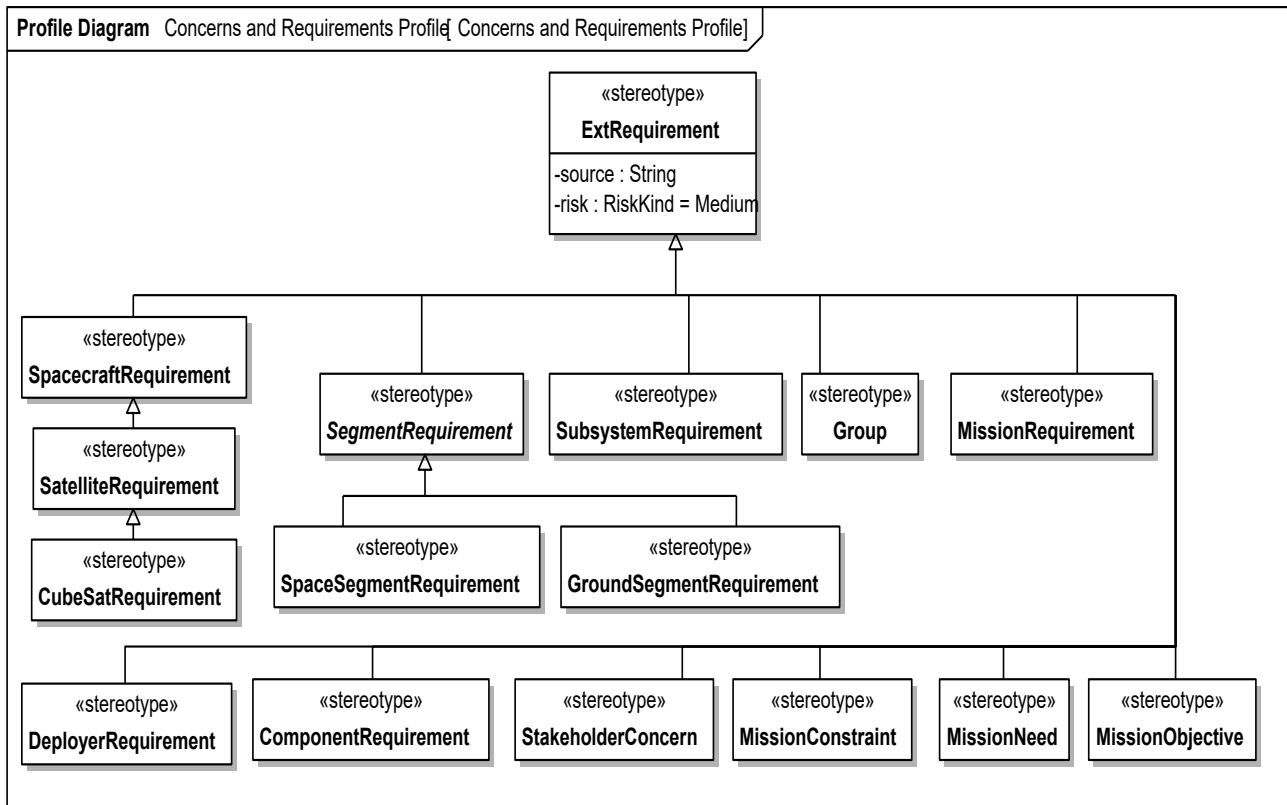 Profile Diagram Concerns and Requirements Profile[ Concerns and Requirements Profile]
«stereotype»
ExtRequirement
-source : String
-risk : RiskKind = Medium
«stereotype»
SpacecraftRequirement
«stereotype»
SegmentRequirement
«stereotype»
SubsystemRequirement
«stereotype»
Group
«stereotype»
MissionRequirement
«stereotype»
SatelliteRequirement
«stereotype»
CubeSatRequirement
«stereotype»
SpaceSegmentRequirement
«stereotype»
GroundSegmentRequirement
«stereotype»
DeployerRequirement
«stereotype»
ComponentRequirement
«stereotype»
StakeholderConcern
«stereotype»
MissionConstraint
«stereotype»
MissionNeed
«stereotype»
MissionObjective